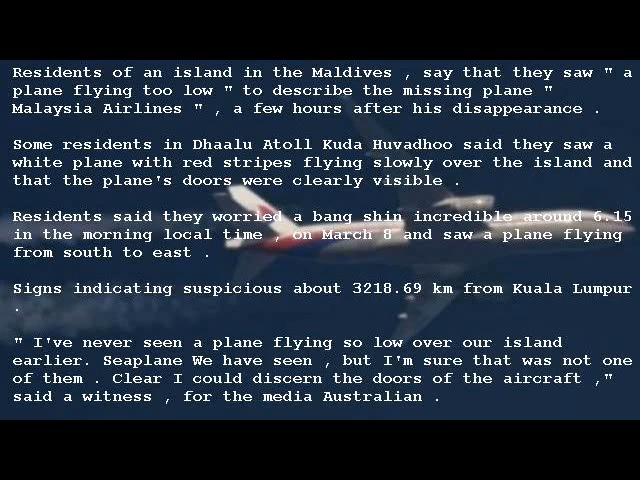 Residents of an island in the Maldives , say that they saw " a
plane flying too low " to describe the missing plane "
Malaysia Airlines " , a few hours after his disappearance .
Some residents in Dhaalu Atoll Kuda Huvadhoo said they saw a
white plane with red stripes flying slowly over the island and
that the plane's doors were clearly visible .
Residents said they worried a bang shin incredible around 6.15
in the morning local time , on March 8 and saw a plane flying
from south to east .
Signs indicating suspicious about 3218.69 km from Kuala Lumpur
.
" I've never seen a plane flying so low over our island
earlier. Seaplane We have seen , but I'm sure that was not one
of them . Clear I could discern the doors of the aircraft ,"
said a witness , for the media Australian .